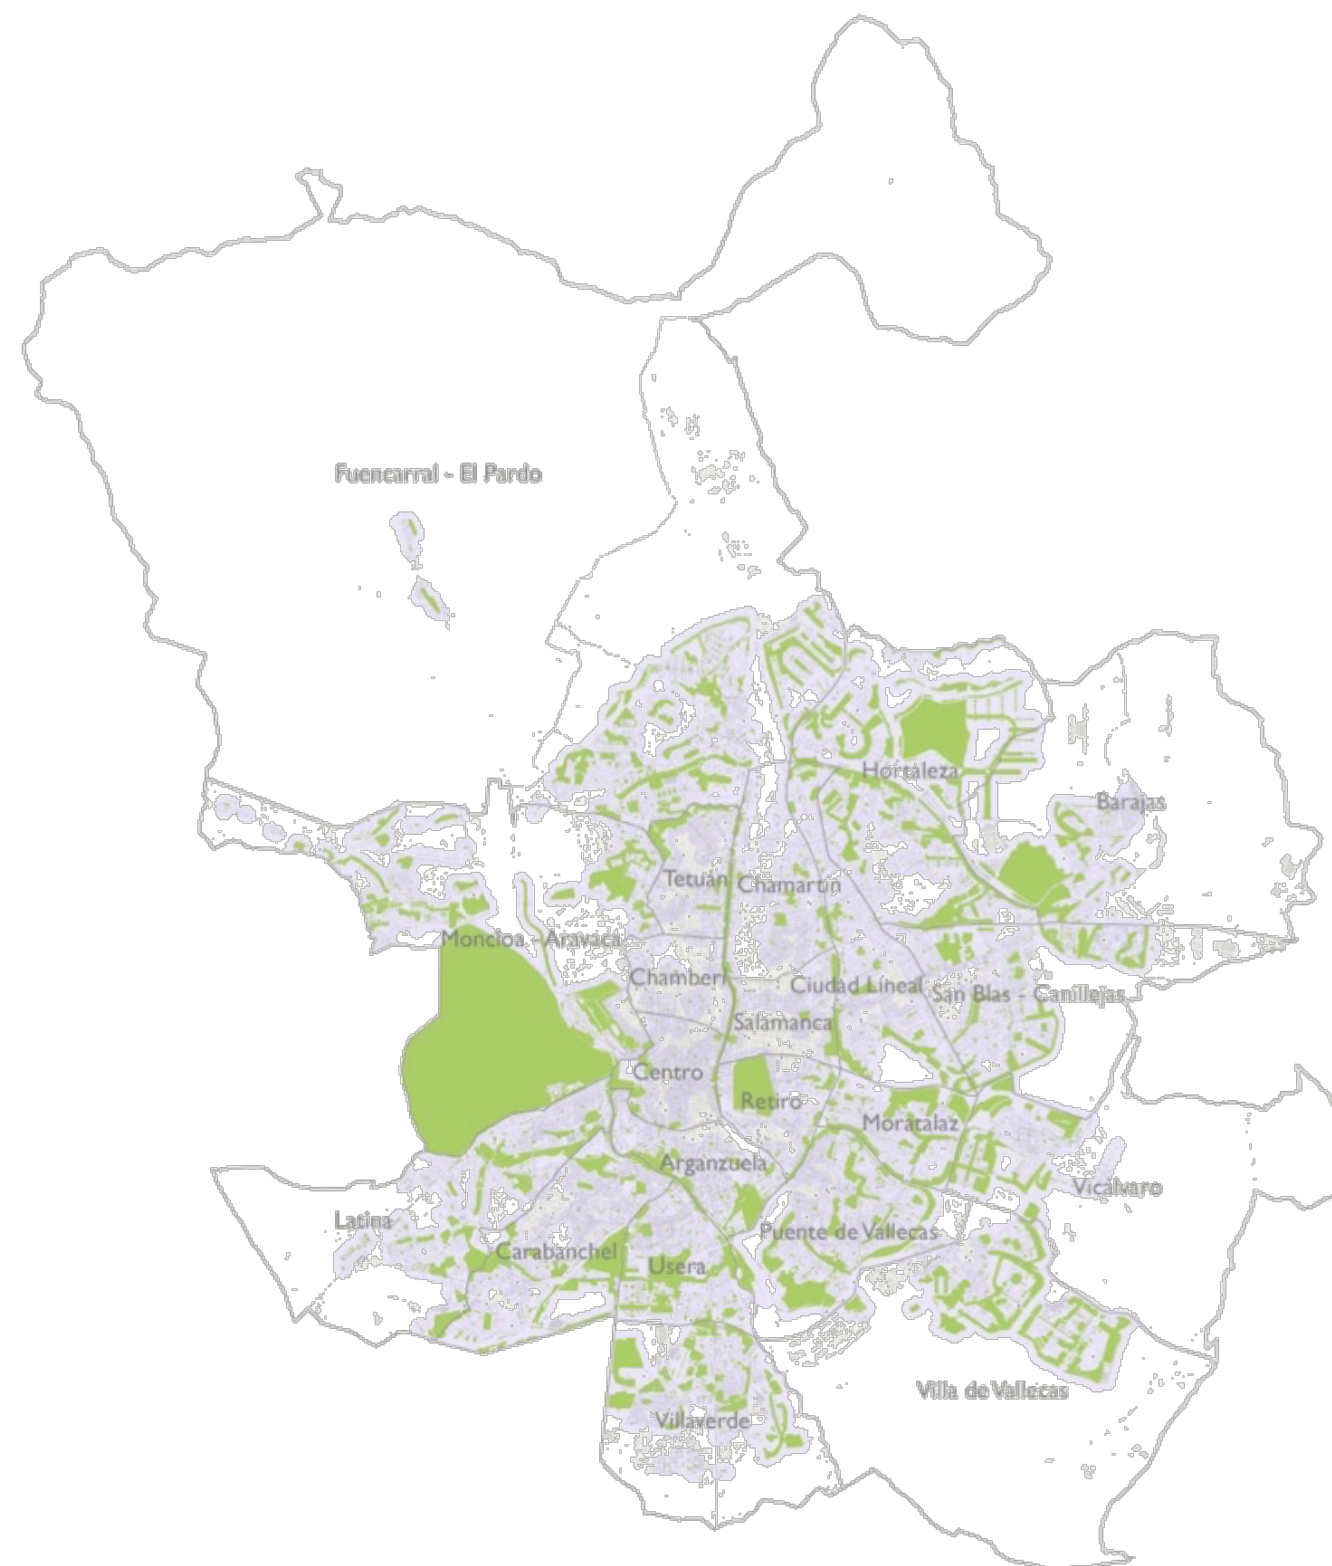 Fuencarral - El Pardo
Hortaleza
Barajas
Tetuán
Chamartín
Moncloa - Aravaca
Chamberí
Ciudad Lineal
San Blas - Canillejas
Salamanca
Centro
Retiro
Moratalaz
Arganzuela
Vicálvaro
Latina
Puente de Vallecas
Carabanchel
Usera
Villa de Vallecas
Villaverde